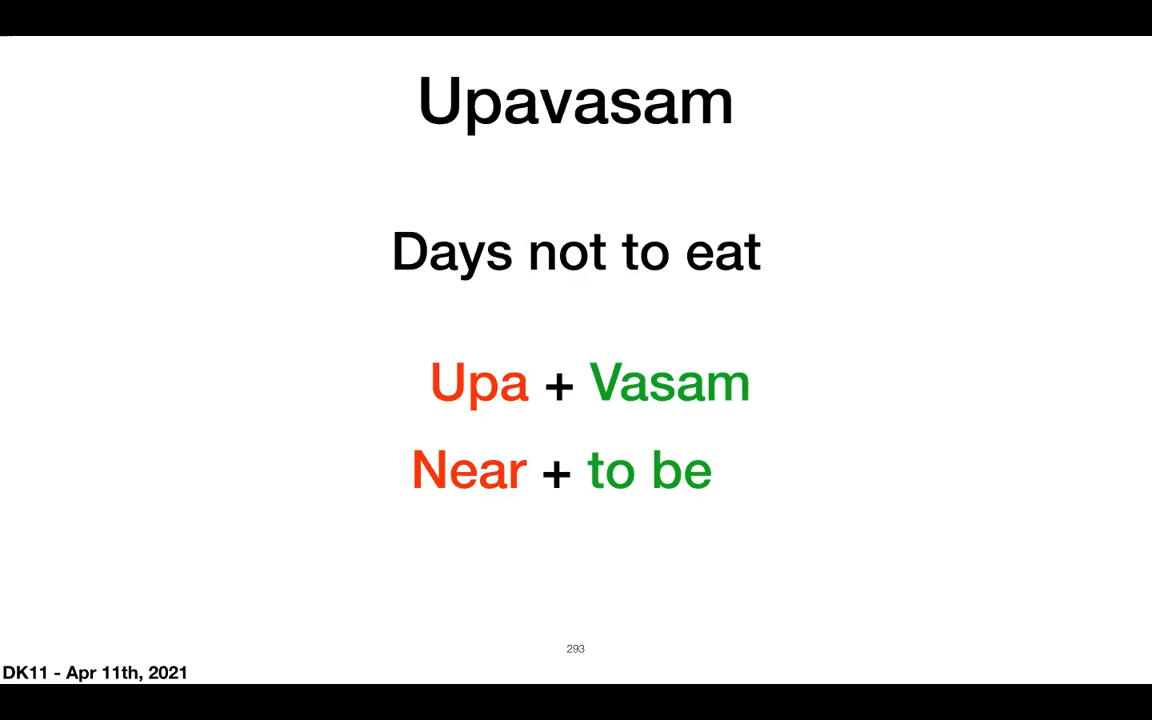 Upavasam
Days not to eat
Upa + Vasam
Near + to be
293
DK11 - Apr 11th, 2021